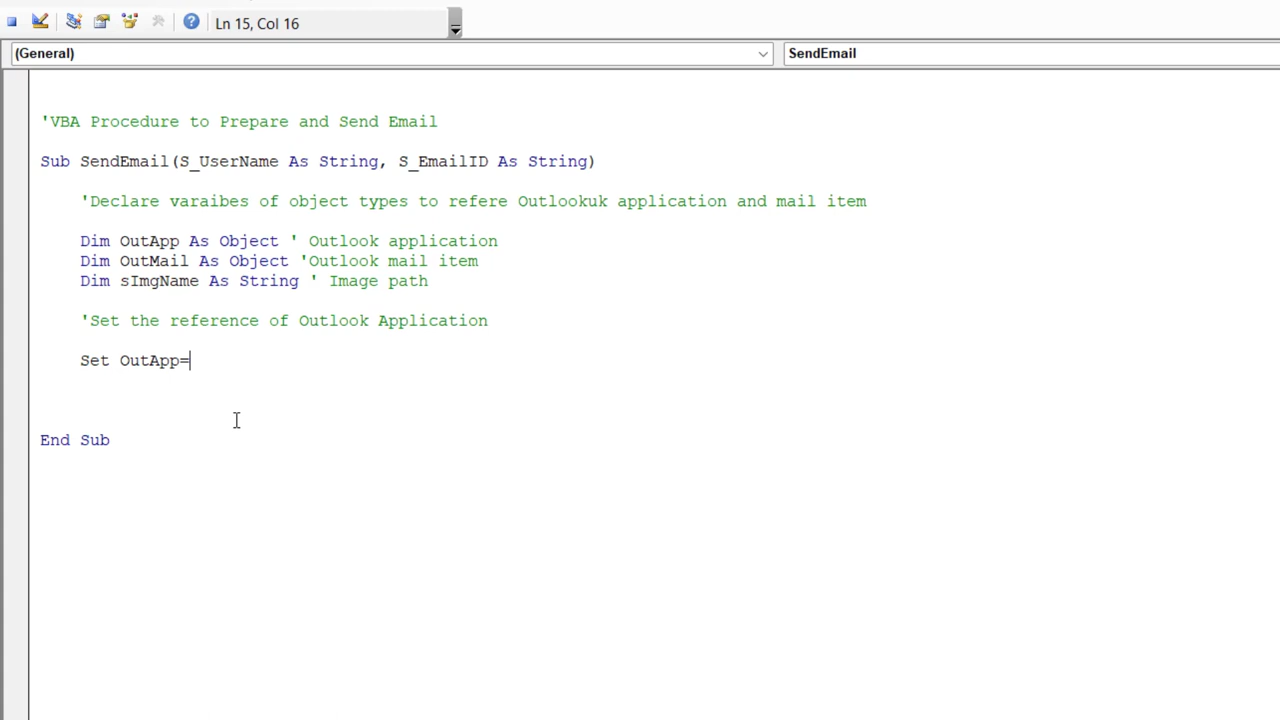 Ln 15, Col 16
(General)
SendEmail
'VBA Procedure to Prepare and Send Email
Sub SendEmail(S_UserName As String, S_EmailID As String)
'Declare varaibes of object types to refere Outlookuk application and mail item
Dim OutApp As Object ' Outlook application
Dim OutMail As Object 'Outlook mail item
Dim sImgName As String ' Image path
'Set the reference of Outlook Application
Set OutApp=
End Sub